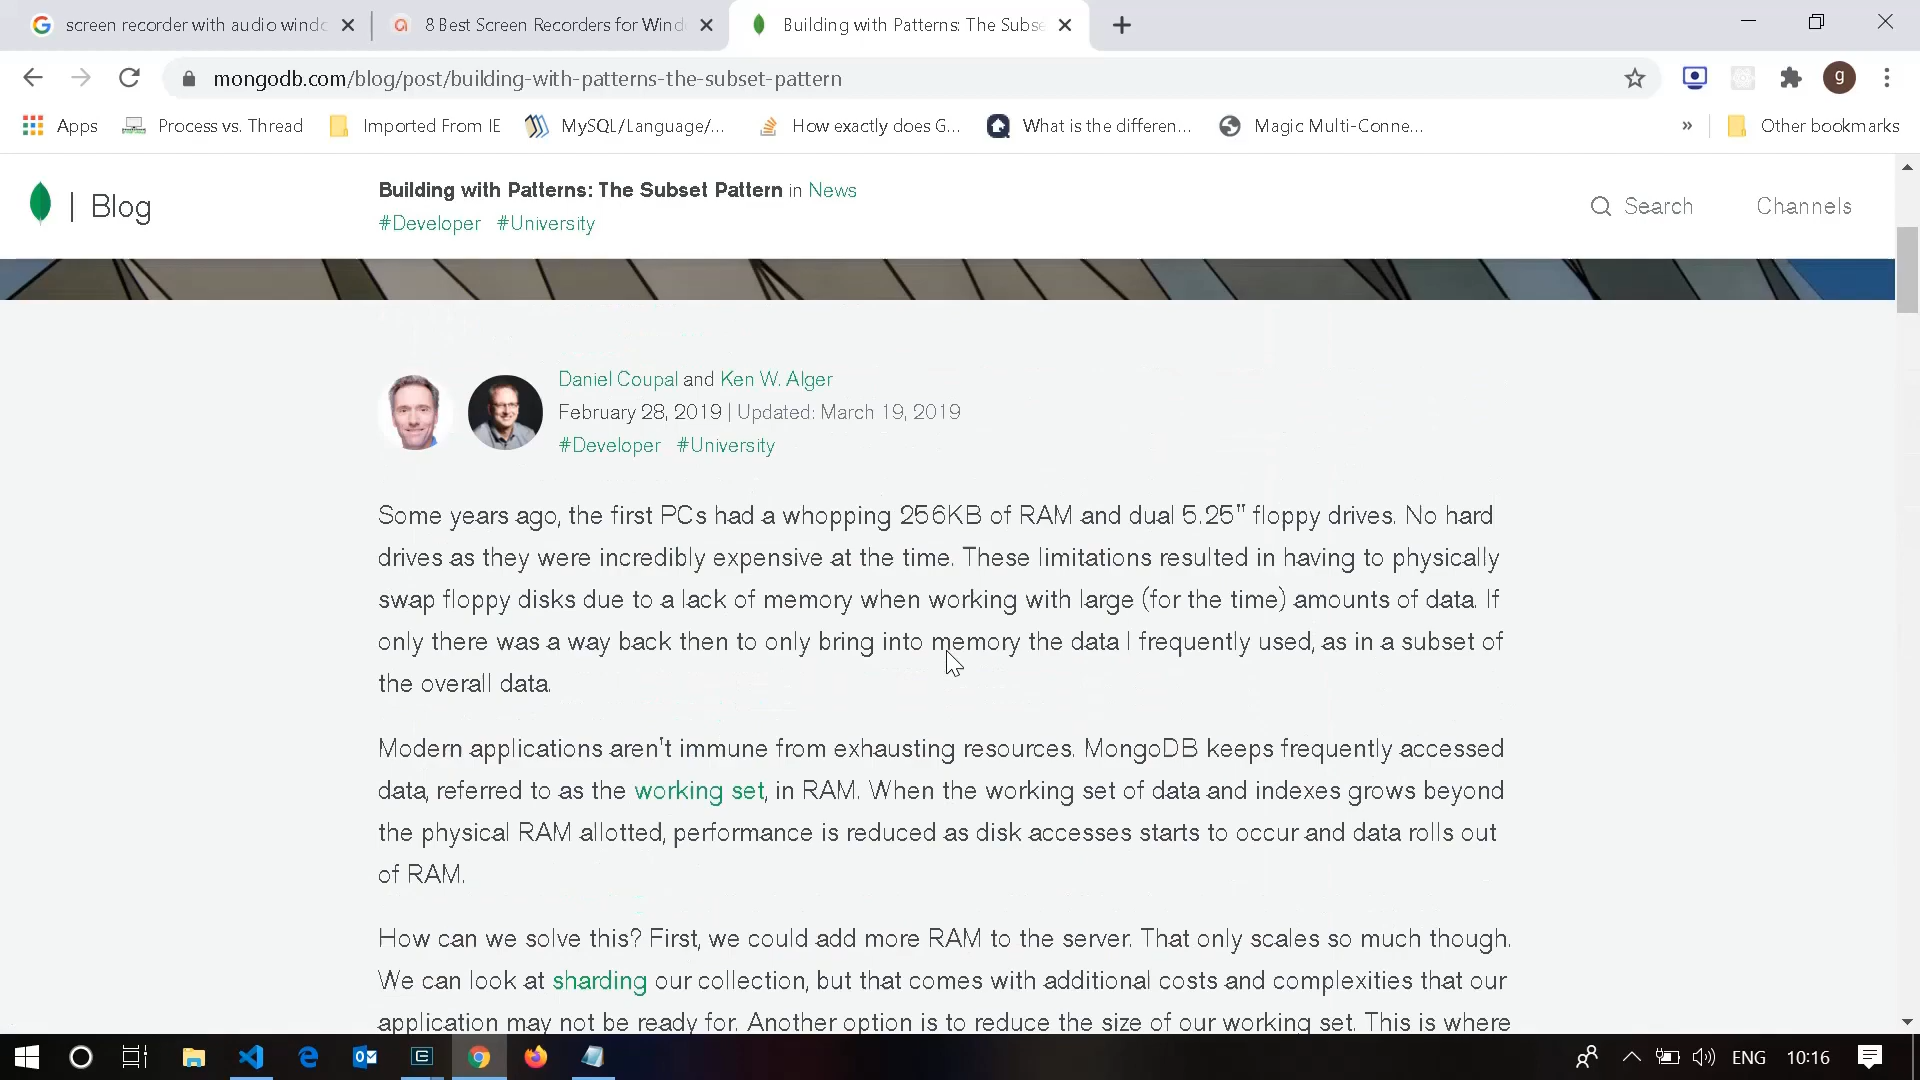 screen recorder with audio windo
8 Best Screen Recorders for Wind
Building with Patterns: The Subse
mongodb.com/blog/post/building-with-patterns-the-subset-pattern
g
Apps
Process vs. Thread
Imported From IE
MySQL/Language/...
How exactly does G...
What is the differen...
Magic Multi-Conne...
»
Other bookmarks
| Blog
Building with Patterns: The Subset Pattern in News
#Developer #University
Search
Channels
Daniel Coupal and Ken W. Alger
February 28, 2019 | Updated: March 19, 2019
#Developer #University
Some years ago, the first PCs had a whopping 256KB of RAM and dual 5.25" floppy drives. No hard
drives as they were incredibly expensive at the time. These limitations resulted in having to physically
swap floppy disks due to a lack of memory when working with large (for the time) amounts of data. If
only there was a way back then to only bring into memory the data I frequently used, as in a subset of
the overall data.
Modern applications aren't immune from exhausting resources. MongoDB keeps frequently accessed
data, referred to as the working set, in RAM. When the working set of data and indexes grows beyond
the physical RAM allotted, performance is reduced as disk accesses starts to occur and data rolls out
of RAM.
How can we solve this? First, we could add more RAM to the server. That only scales so much though.
We can look at sharding our collection, but that comes with additional costs and complexities that our
application may not be ready for. Another option is to reduce the size of our working set. This is where
ENG
10:16